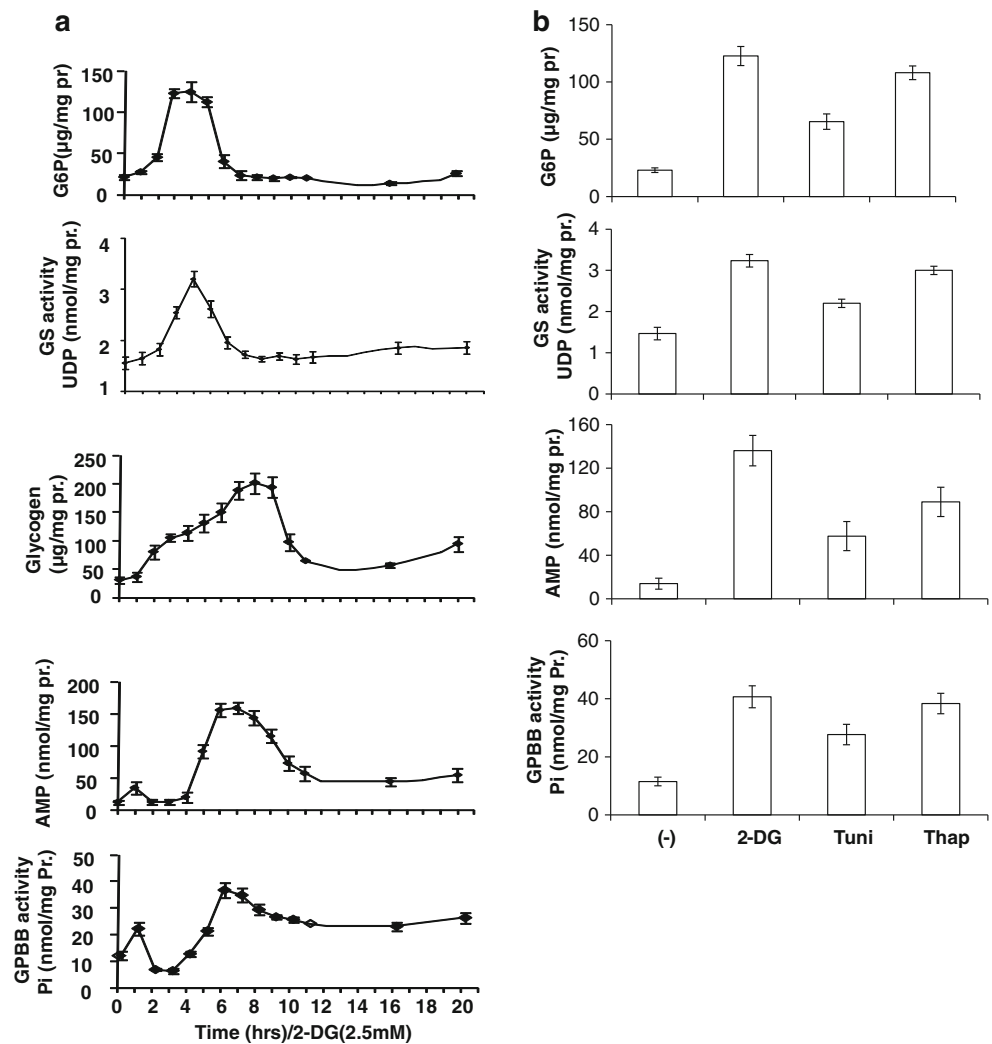 a
G6P(µg/mg pr)
150
100
50
0
GS activity
UDP (nmol/mg pr.)
4
3
2
1
Glycogen
(µg/mg pr.)
250
200
150
100
50
0
AMP (nmol/mg pr.)
200
150
100
50
0
GPBB activity
Pi (nmol/mg Pr.)
50
40
30
20
10
0
0 2 4 6 8 10 12 14 16 18 20
Time (hrs)/2-DG(2.5mM)
b
G6P (µg/mg pr)
150
100
50
0
GS activity
UDP (nmol/mg pr.)
4
3
2
1
0
AMP (nmol/mg pr.)
160
120
80
40
0
GPBB activity
Pi (nmol/mg Pr.)
60
40
20
0
(-) 2-DG Tuni Thap